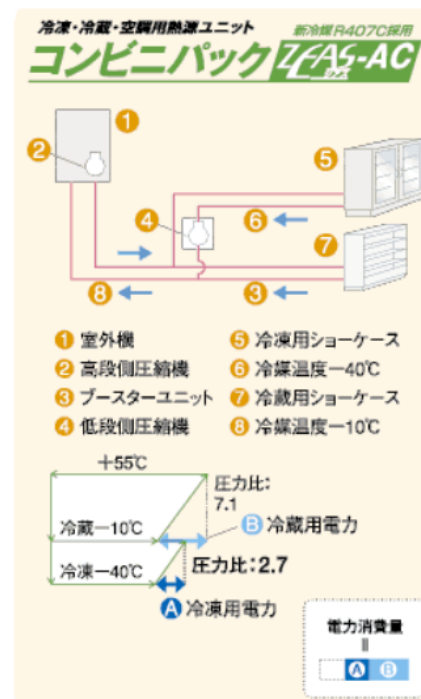 冷凍・冷蔵・空調用熱源ユニット
新冷媒R407C採用
コンビニパック ZEAS-AC
ジアス
1
2
5
4
6
7
8
3
1 室外機
2 高段側圧縮機
3 ブースターユニット
4 低段側圧縮機
5 冷凍用ショーケース
6 冷媒温度−40℃
7 冷蔵用ショーケース
8 冷媒温度−10℃
+55℃
圧力比:
7.1
冷蔵−10℃
B 冷蔵用電力
冷凍−40℃
圧力比:2.7
A 冷凍用電力
電力消費量
=
A B